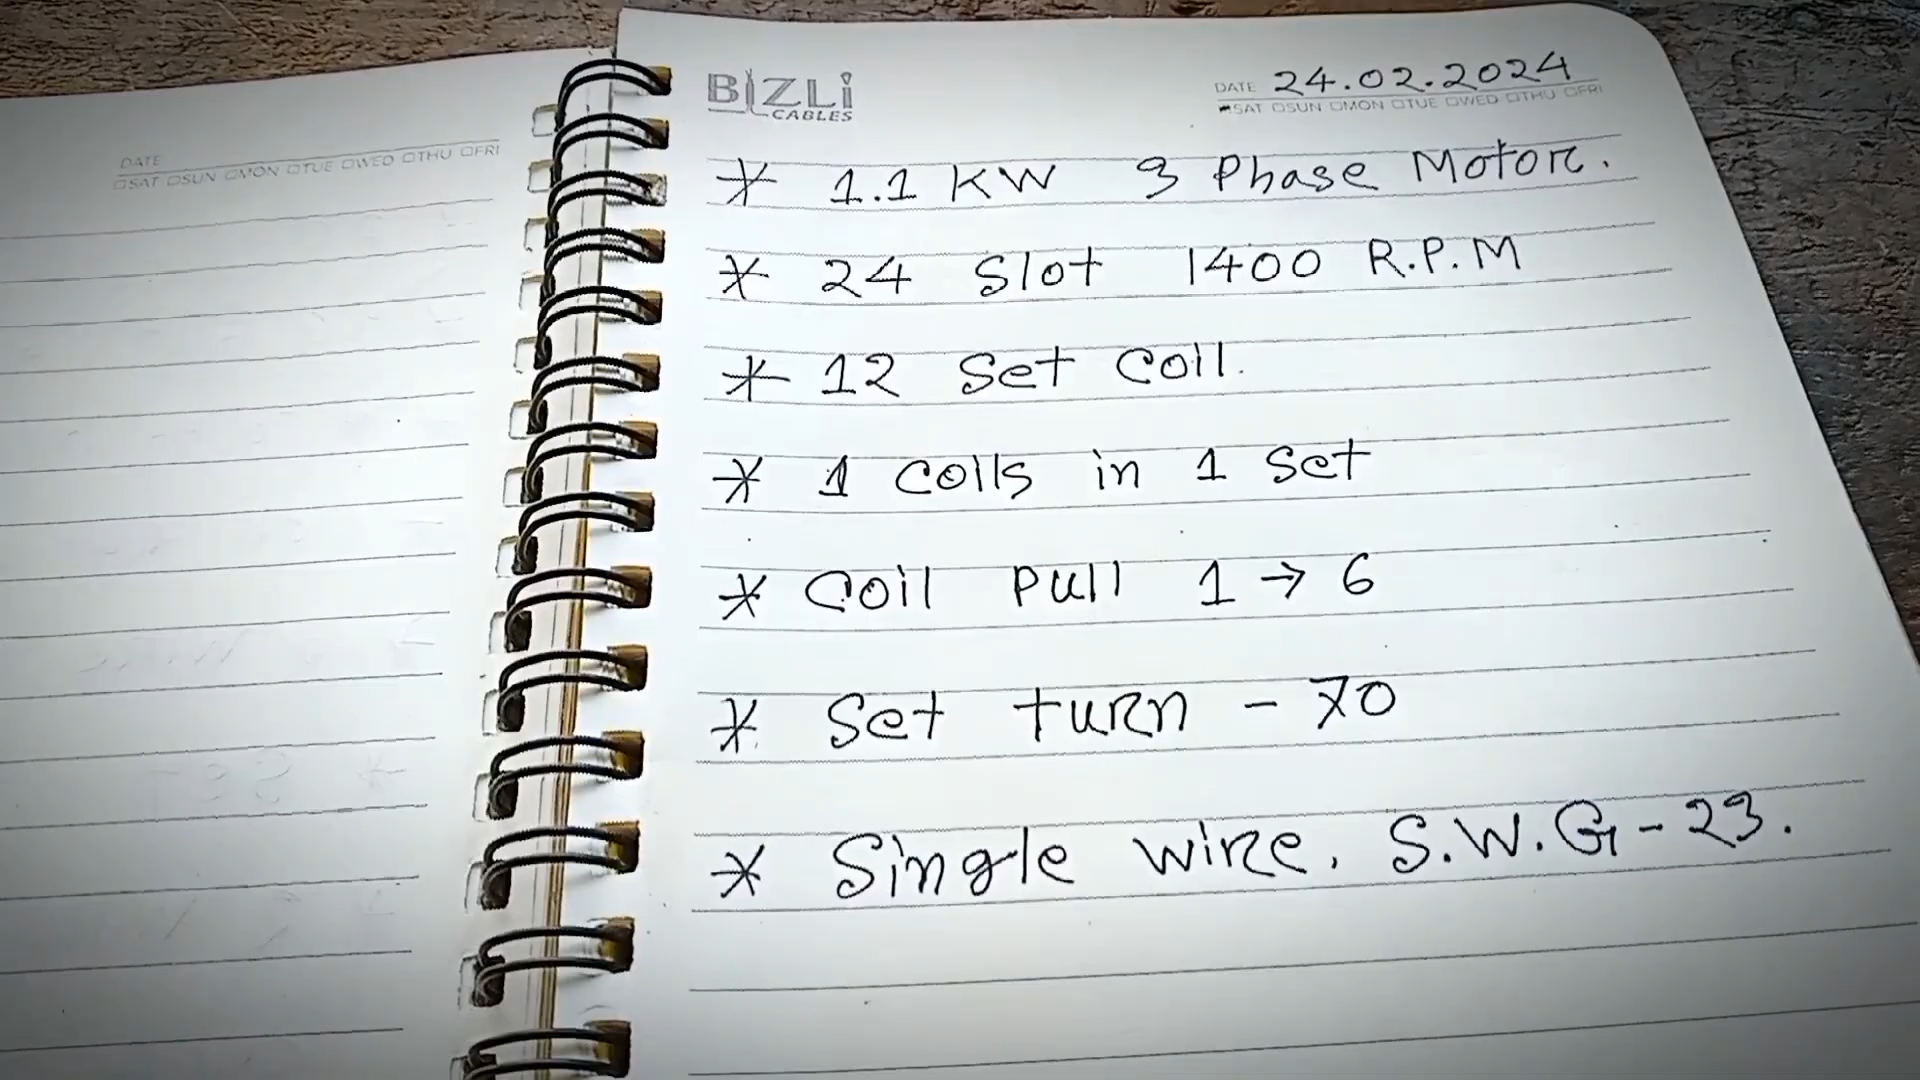 DATE
□SAT □SUN □MON □TUE □WED □THU □FRI
BIZLi
CABLES
DATE 24.02.2024
SAT □SUN □MON □TUE □WED □THU □FRI
* 1.1 KW 3 Phase Motor.
* 24 Slot 1400 R.P.M
* 12 Set Coil.
* 1 Coils in 1 Set
* Coil Pull 1 → 6
* Set turn - 70
* Single wire. S.W.G-23.